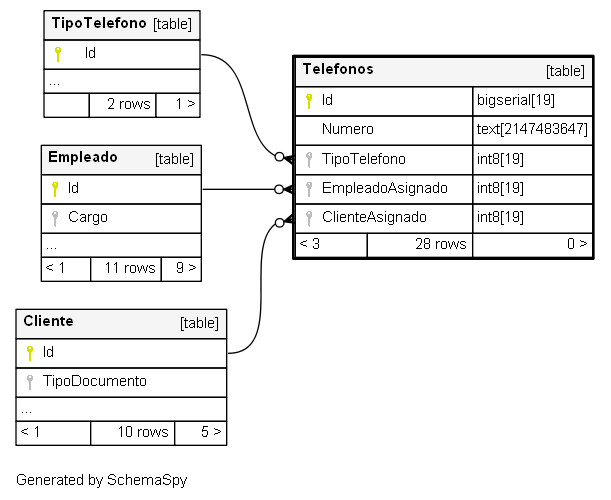 TipoTelefono [table]
Id
...
2 rows 1 >
Empleado [table]
Id
Cargo
...
< 1 11 rows 9 >
Cliente [table]
Id
TipoDocumento
...
< 1 10 rows 5 >
Telefonos [table]
Id bigserial[19]
Numero text[2147483647]
TipoTelefono int8[19]
EmpleadoAsignado int8[19]
ClienteAsignado int8[19]
< 3 28 rows 0 >
Generated by SchemaSpy